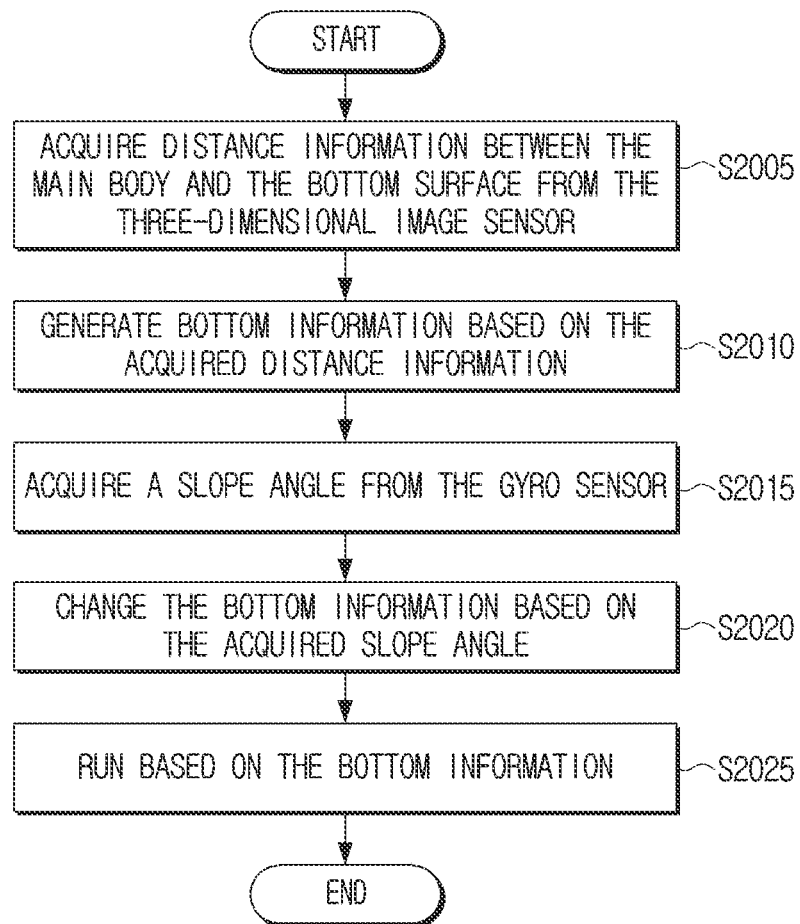 START
ACQUIRE DISTANCE INFORMATION BETWEEN THE
MAIN BODY AND THE BOTTOM SURFACE FROM THE
THREE-DIMENSIONAL IMAGE SENSOR
S2005
GENERATE BOTTOM INFORMATION BASED ON THE
ACQUIRED DISTANCE INFORMATION
S2010
ACQUIRE A SLOPE ANGLE FROM THE GYRO SENSOR
S2015
CHANGE THE BOTTOM INFORMATION BASED ON
THE ACQUIRED SLOPE ANGLE
S2020
RUN BASED ON THE BOTTOM INFORMATION
S2025
END